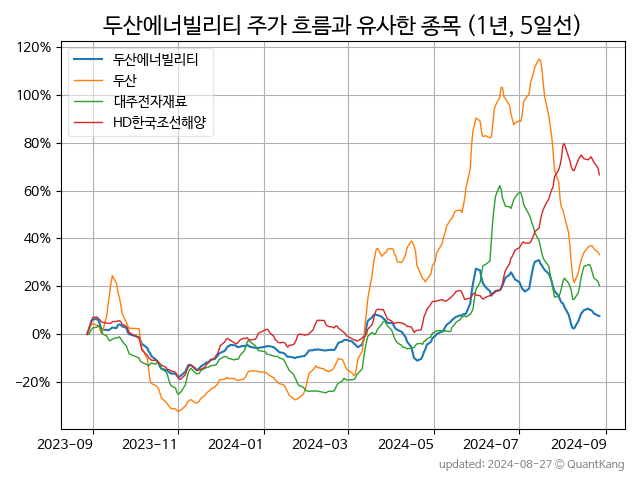 두산에너빌리티 주가 흐름과 유사한 종목 (1년, 5일선)
두산에너빌리티
두산
대주전자재료
HD한국조선해양
120%
100%
80%
60%
40%
20%
0%
−20%
2023-09 2023-11 2024-01 2024-03 2024-05 2024-07 2024-09
updated: 2024-08-27 © QuantKang